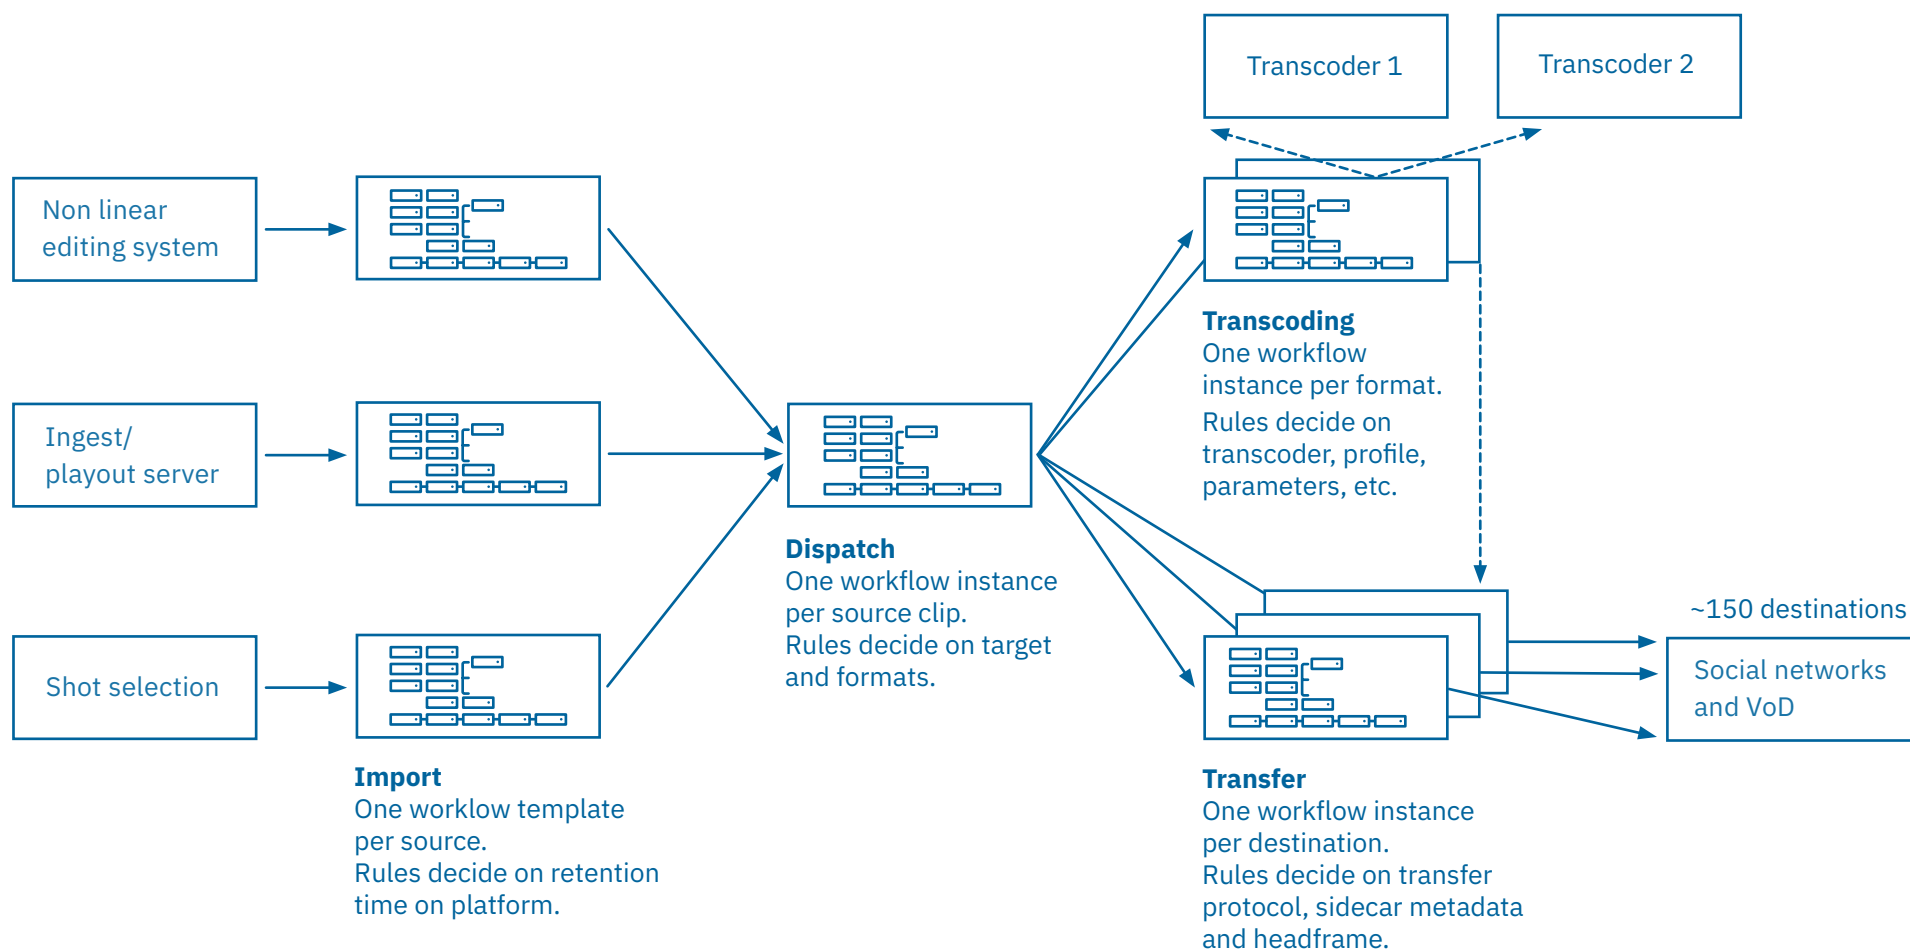 Transcoder 1
Transcoder 2
Non linear
editing system
Ingest/
playout server
Shot selection
Import
One worklow template
per source.
Rules decide on retention
time on platform.
Dispatch
One workflow instance
per source clip.
Rules decide on target
and formats.
Transcoding
One workflow
instance per format.
Rules decide on
transcoder, profile,
parameters, etc.
~150 destinations
Social networks
and VoD
Transfer
One workflow instance
per destination.
Rules decide on transfer
protocol, sidecar metadata
and headframe.